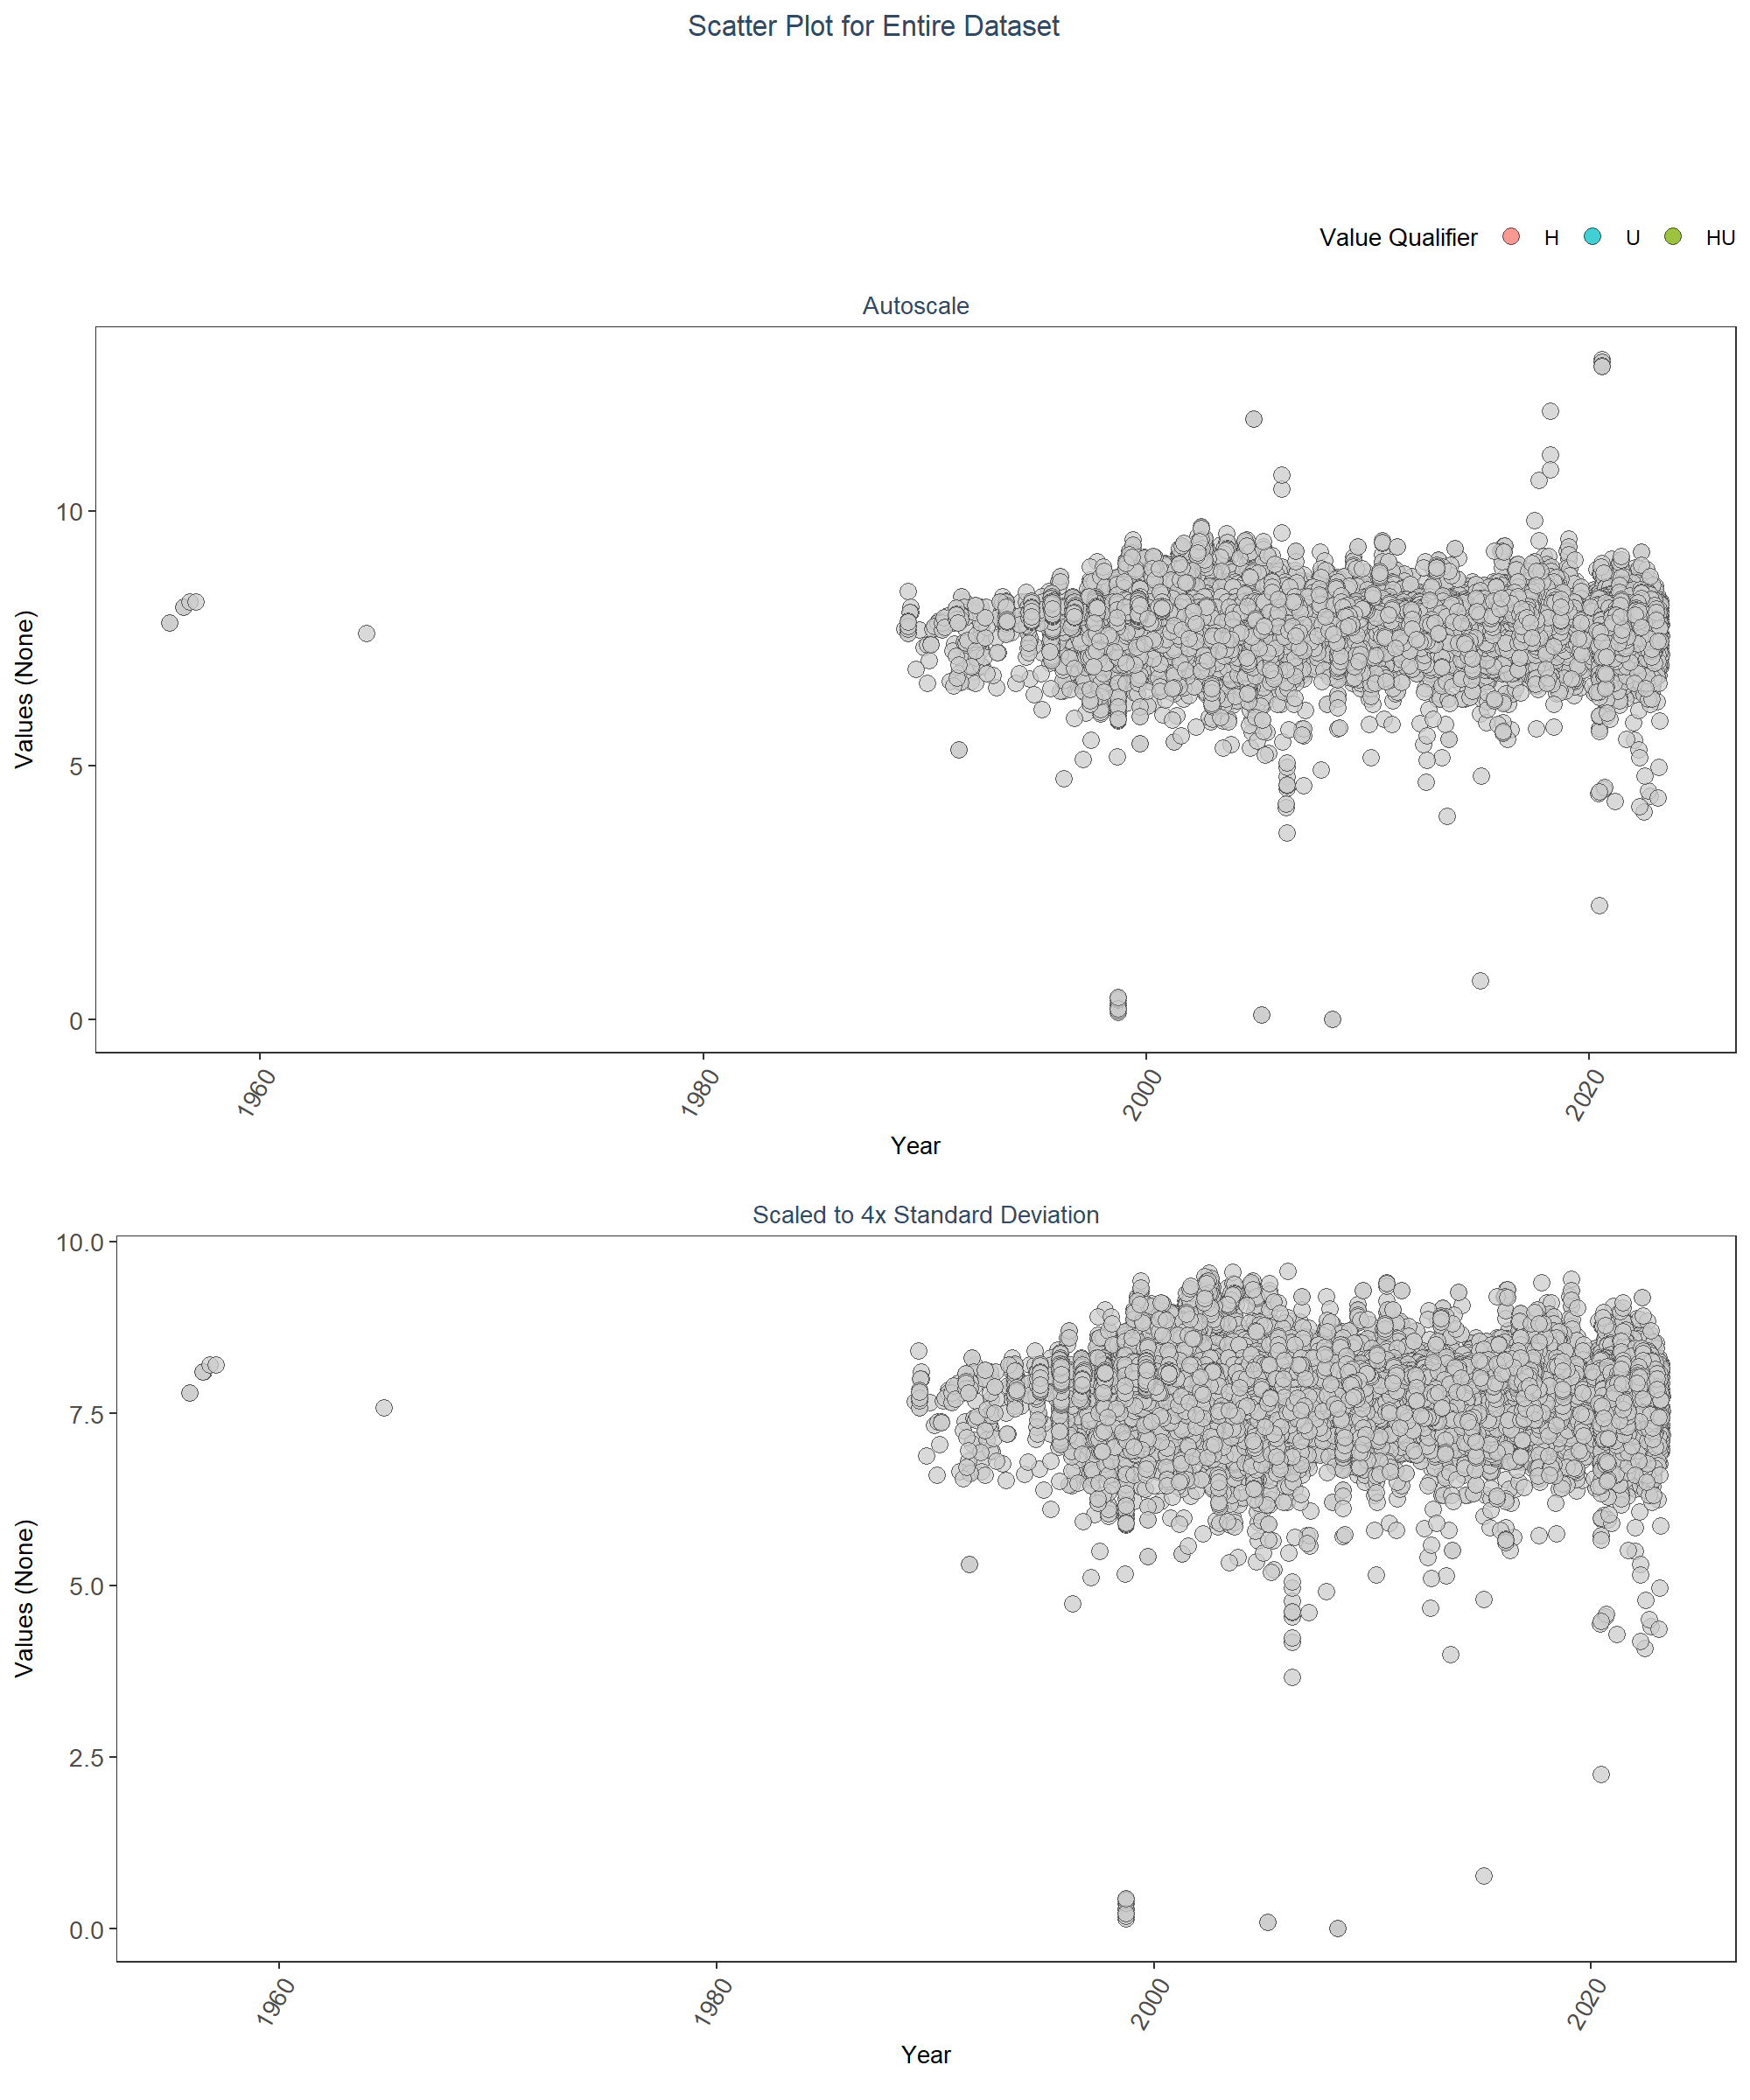 Scatter Plot for Entire Dataset
Value Qualifier H U HU
Autoscale
Values (None)
10
5
0
1960 1980 2000 2020
Year
Scaled to 4x Standard Deviation
Values (None)
10.0
7.5
5.0
2.5
0.0
1960 1980 2000 2020
Year